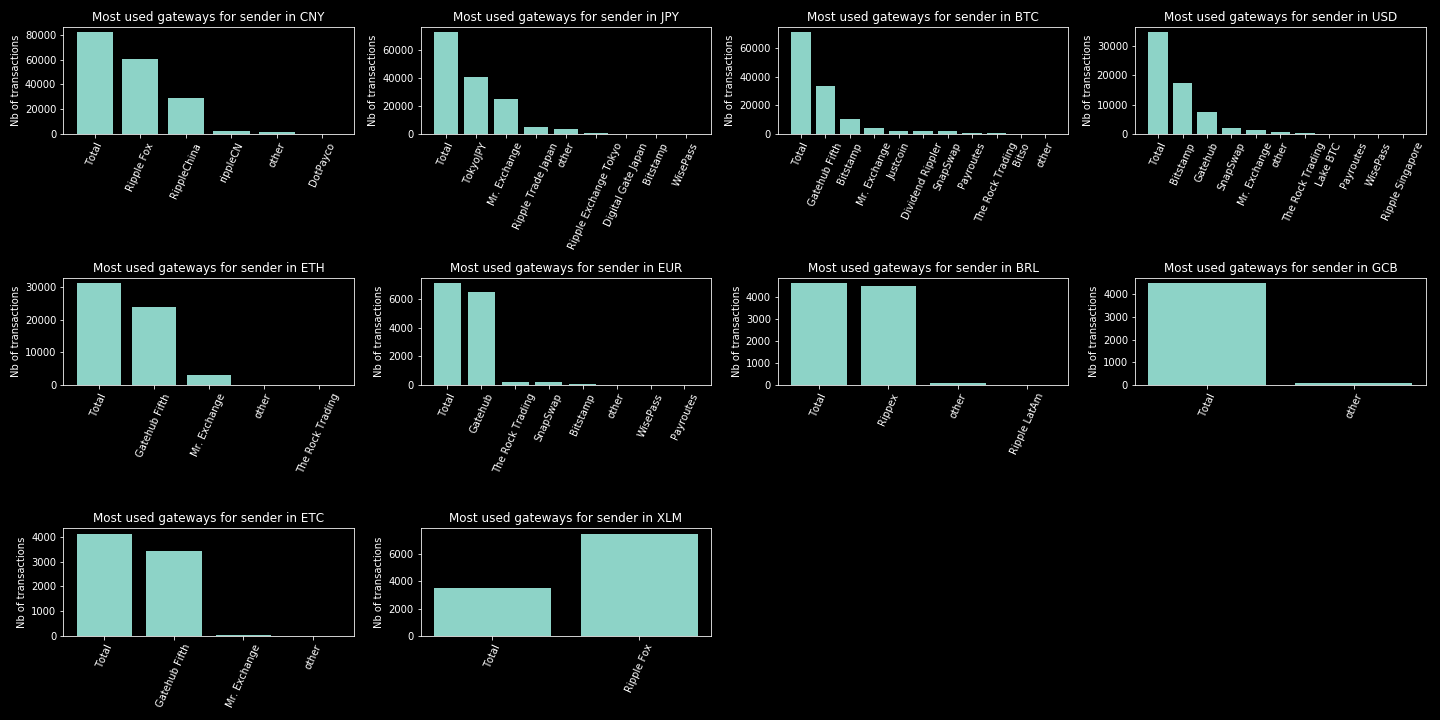 Most used gateways for sender in CNY
Nb of transactions
80000
60000
40000
20000
0
Total
Ripple Fox
RippleChina
rippleCN
other
DotPayco
Most used gateways for sender in JPY
Nb of transactions
60000
40000
20000
0
Total
TokyoJPY
Mr. Exchange
Ripple Trade Japan
other
Ripple Exchange Tokyo
Digital Gate Japan
Bitstamp
WisePass
Most used gateways for sender in BTC
Nb of transactions
60000
40000
20000
0
Total
Gatehub Fifth
Bitstamp
Mr. Exchange
Justcoin
Dividend Rippler
SnapSwap
Payroutes
The Rock Trading
Bitso
other
Most used gateways for sender in USD
Nb of transactions
30000
20000
10000
0
Total
Bitstamp
Gatehub
SnapSwap
Mr. Exchange
other
The Rock Trading
Lake BTC
Payroutes
WisePass
Ripple Singapore
Most used gateways for sender in ETH
Nb of transactions
30000
20000
10000
0
Total
Gatehub Fifth
Mr. Exchange
other
The Rock Trading
Most used gateways for sender in EUR
Nb of transactions
6000
4000
2000
0
Total
Gatehub
The Rock Trading
SnapSwap
Bitstamp
other
WisePass
Payroutes
Most used gateways for sender in BRL
Nb of transactions
4000
3000
2000
1000
0
Total
Rippex
other
Ripple LatAm
Most used gateways for sender in GCB
Nb of transactions
4000
3000
2000
1000
0
Total
other
Most used gateways for sender in ETC
Nb of transactions
4000
3000
2000
1000
0
Total
Gatehub Fifth
Mr. Exchange
other
Most used gateways for sender in XLM
Nb of transactions
6000
4000
2000
0
Total
Ripple Fox